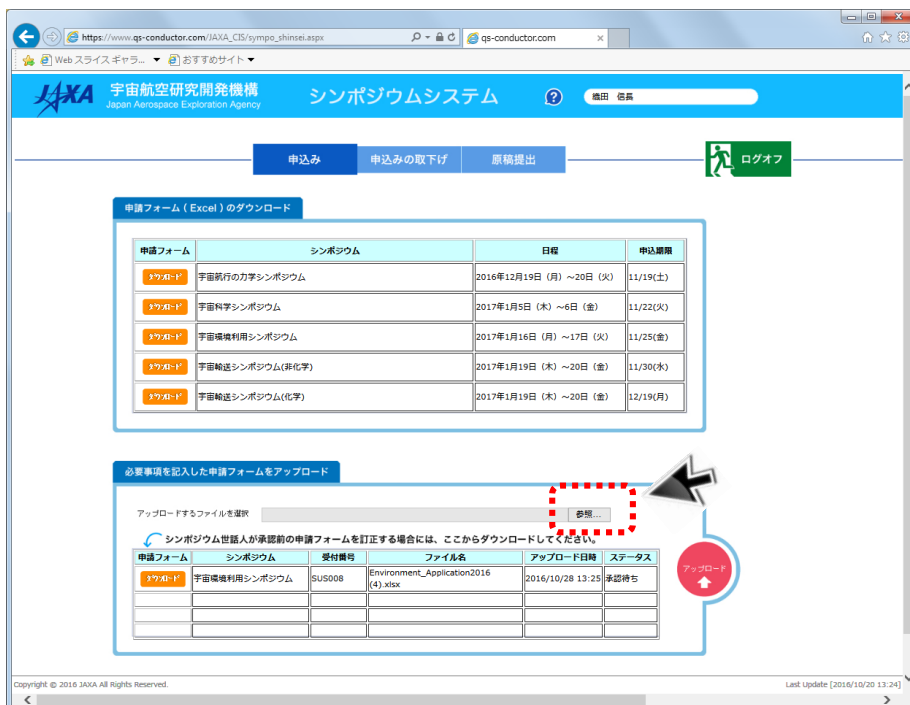 https://www.qs-conductor.com/JAXA_CIS/sympo_shinsei.aspx
qs-conductor.com
Web スライス ギャラ...
おすすめサイト
JAXA
宇宙航空研究開発機構
Japan Aerospace Exploration Agency
シンポジウムシステム
?
織田 信長
申込み
申込みの取下げ
原稿提出
ログオフ
申請フォーム ( Excel ) のダウンロード
申請フォーム シンポジウム 日程 申込期限
ダウンロード 宇宙航行の力学シンポジウム 2016年12月19日（月）～20日（火） 11/19(土)
ダウンロード 宇宙科学シンポジウム 2017年1月5日（木）～6日（金） 11/22(火)
ダウンロード 宇宙環境利用シンポジウム 2017年1月16日（月）～17日（火） 11/25(金)
ダウンロード 宇宙輸送シンポジウム(非化学) 2017年1月19日（木）～20日（金） 11/30(水)
ダウンロード 宇宙輸送シンポジウム(化学) 2017年1月19日（木）～20日（金） 12/19(月)
必要事項を記入した申請フォームをアップロード
アップロードするファイルを選択
参照...
シンポジウム世話人が承認前の申請フォームを訂正する場合には、ここからダウンロードしてください。
申請フォーム シンポジウム 受付番号 ファイル名 アップロード日時 ステータス
ダウンロード 宇宙環境利用シンポジウム SUS008 Environment_Application2016 (4).xlsx 2016/10/28 13:25 承認待ち
アップロード
Copyright © 2016 JAXA All Rights Reserved.
Last Update [2016/10/20 13:24]